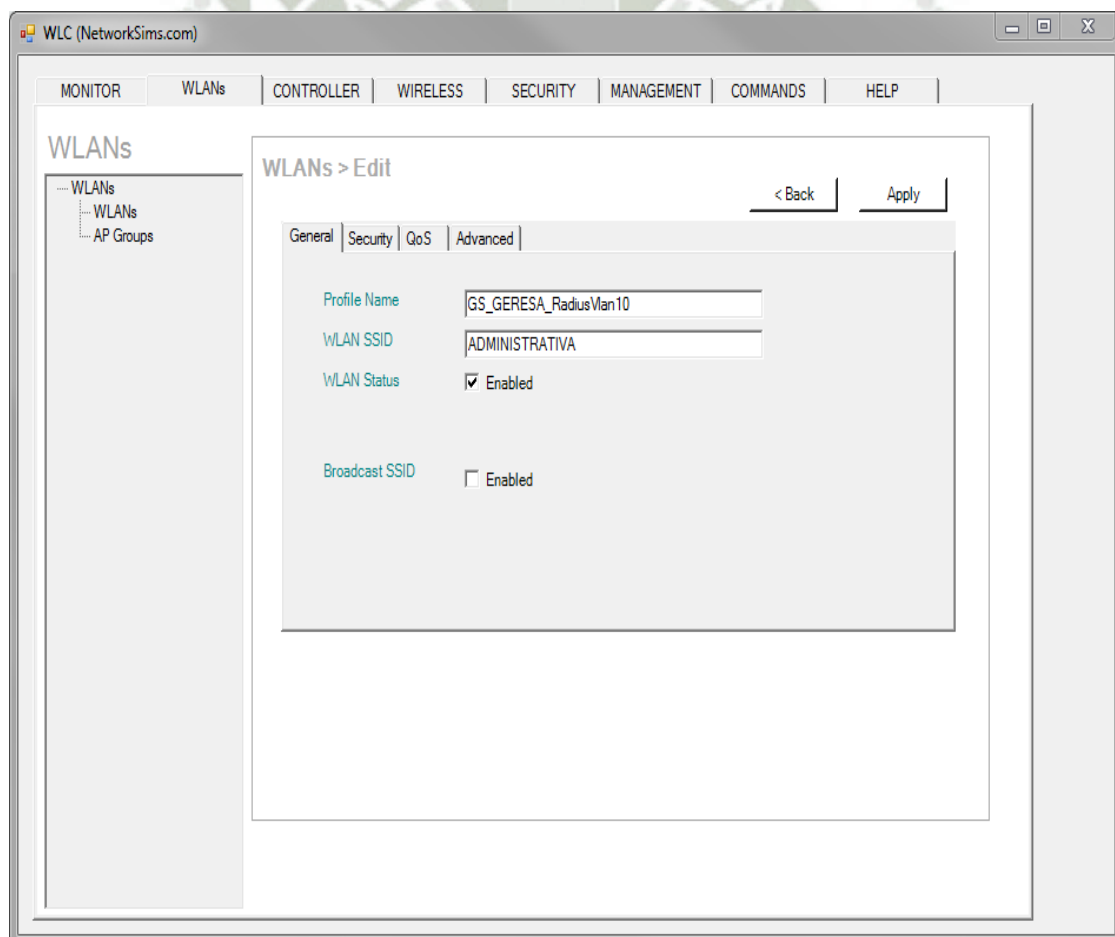 WLC (NetworkSims.com)
MONITOR WLANs CONTROLLER WIRELESS SECURITY MANAGEMENT COMMANDS HELP
WLANs
WLANs
WLANs
AP Groups
WLANs > Edit
< Back Apply
General Security QoS Advanced
Profile Name GS_GERESA_RadiusVlan10
WLAN SSID ADMINISTRATIVA
WLAN Status Enabled
Broadcast SSID Enabled